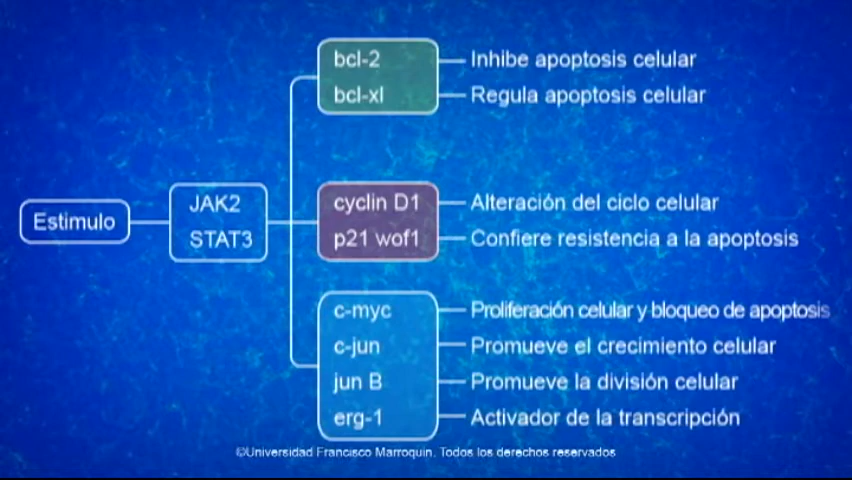 bcl-2 Inhibe apoptosis celular
bcl-xl Regula apoptosis celular
Estimulo
JAK2
STAT3
cyclin D1 Alteración del ciclo celular
p21 wof1 Confiere resistencia a la apoptosis
c-myc Proliferación celular y bloqueo de apoptosis
c-jun Promueve el crecimiento celular
jun B Promueve la división celular
erg-1 Activador de la transcripción
©Universidad Francisco Marroquin. Todos los derechos reservados